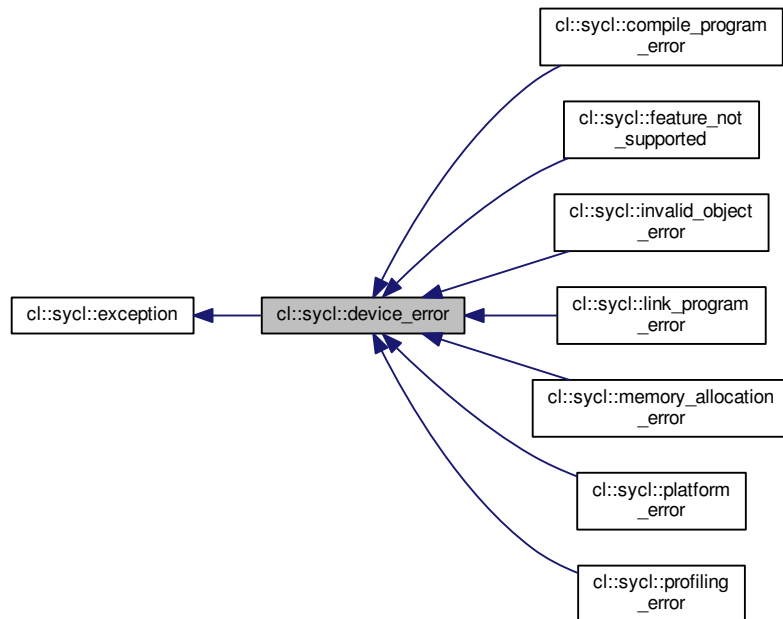 cl::sycl::compile_program
_error
cl::sycl::feature_not
_supported
cl::sycl::invalid_object
_error
cl::sycl::exception
cl::sycl::device_error
cl::sycl::link_program
_error
cl::sycl::memory_allocation
_error
cl::sycl::platform
_error
cl::sycl::profiling
_error